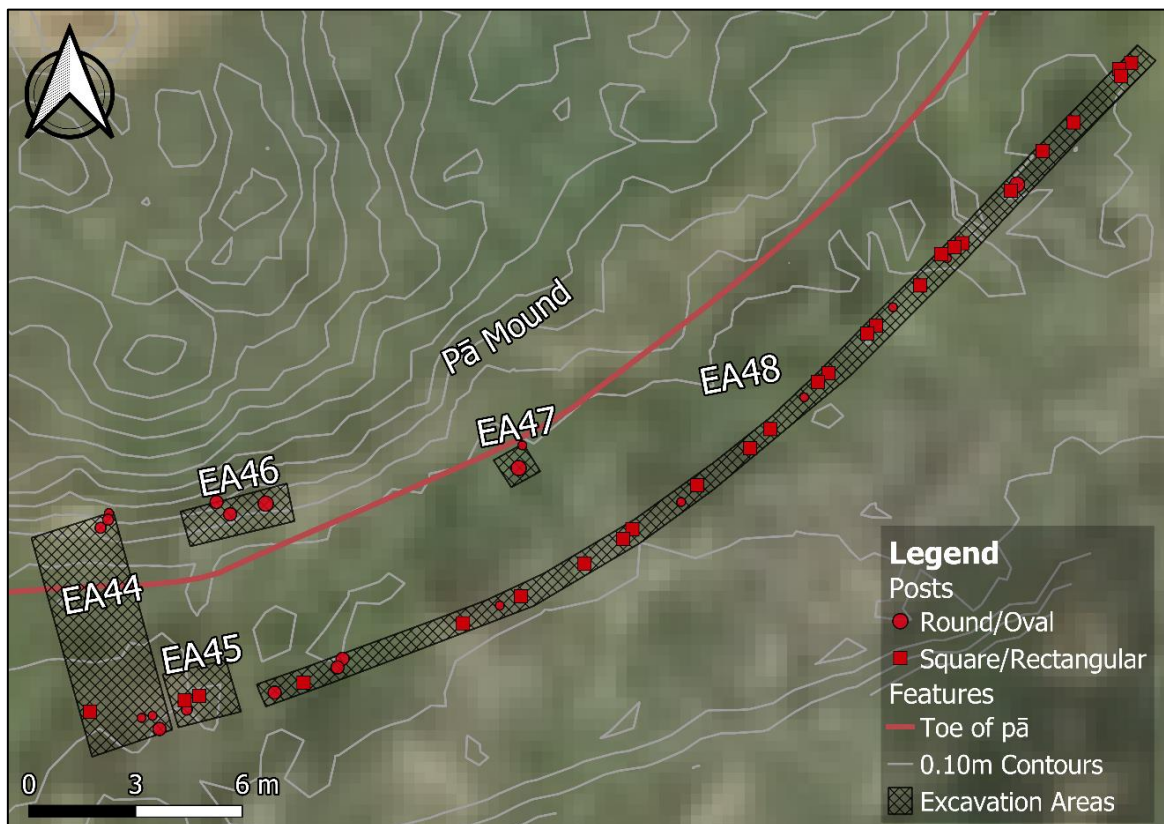 Pā Mound
EA48
EA47
EA46
EA44
EA45
Legend
Posts
Round/Oval
Square/Rectangular
Features
Toe of pā
0.10m Contours
Excavation Areas
0 3 6 m